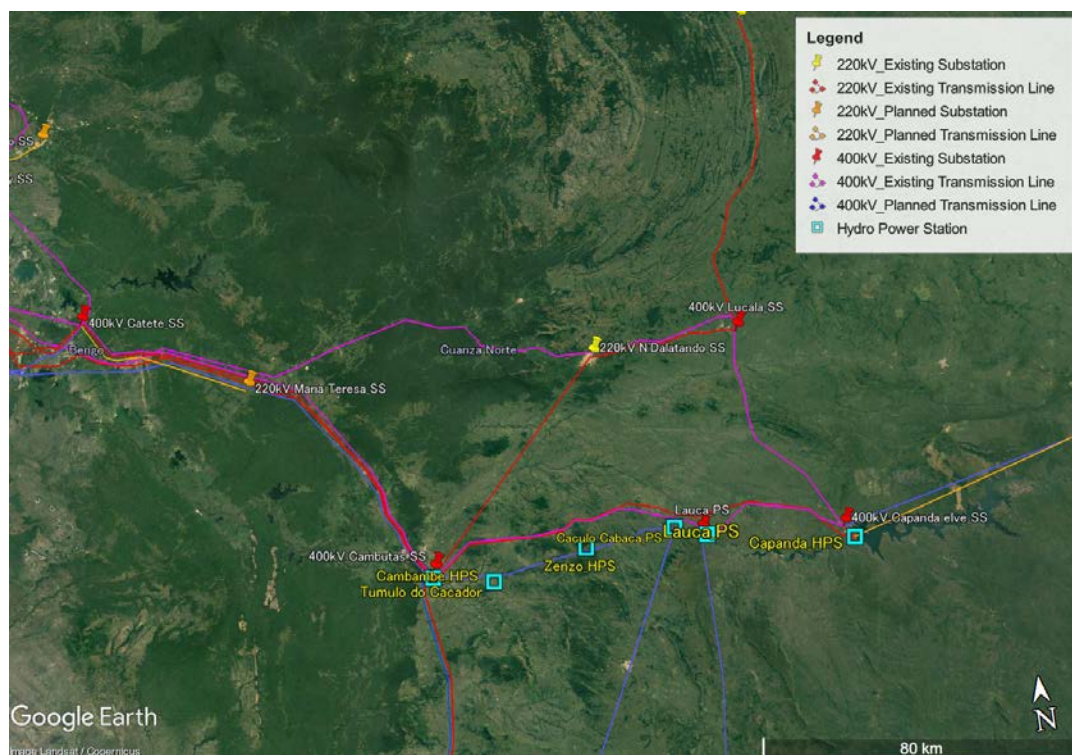 Legend
220kV_Existing Substation
220kV_Existing Transmission Line
220kV_Planned Substation
220kV_Planned Transmission Line
400kV_Existing Substation
400kV_Existing Transmission Line
400kV_Planned Transmission Line
Hydro Power Station
o SS
y SS
400kV Lucala SS
400kV Catete SS
Bengo
Cuanza Norte
220kV N'Dalatando SS
220kV Maria Teresa SS
Lauca PS
400kV Capanda elve SS
Caculo Cabaca PS
Lauca PS
Capanda HPS
400kV Cambutas SS
Zenzo HPS
Cambambe HPS
Tumulo do Cacador
Google Earth
Image Landsat / Copernicus
80 km
N